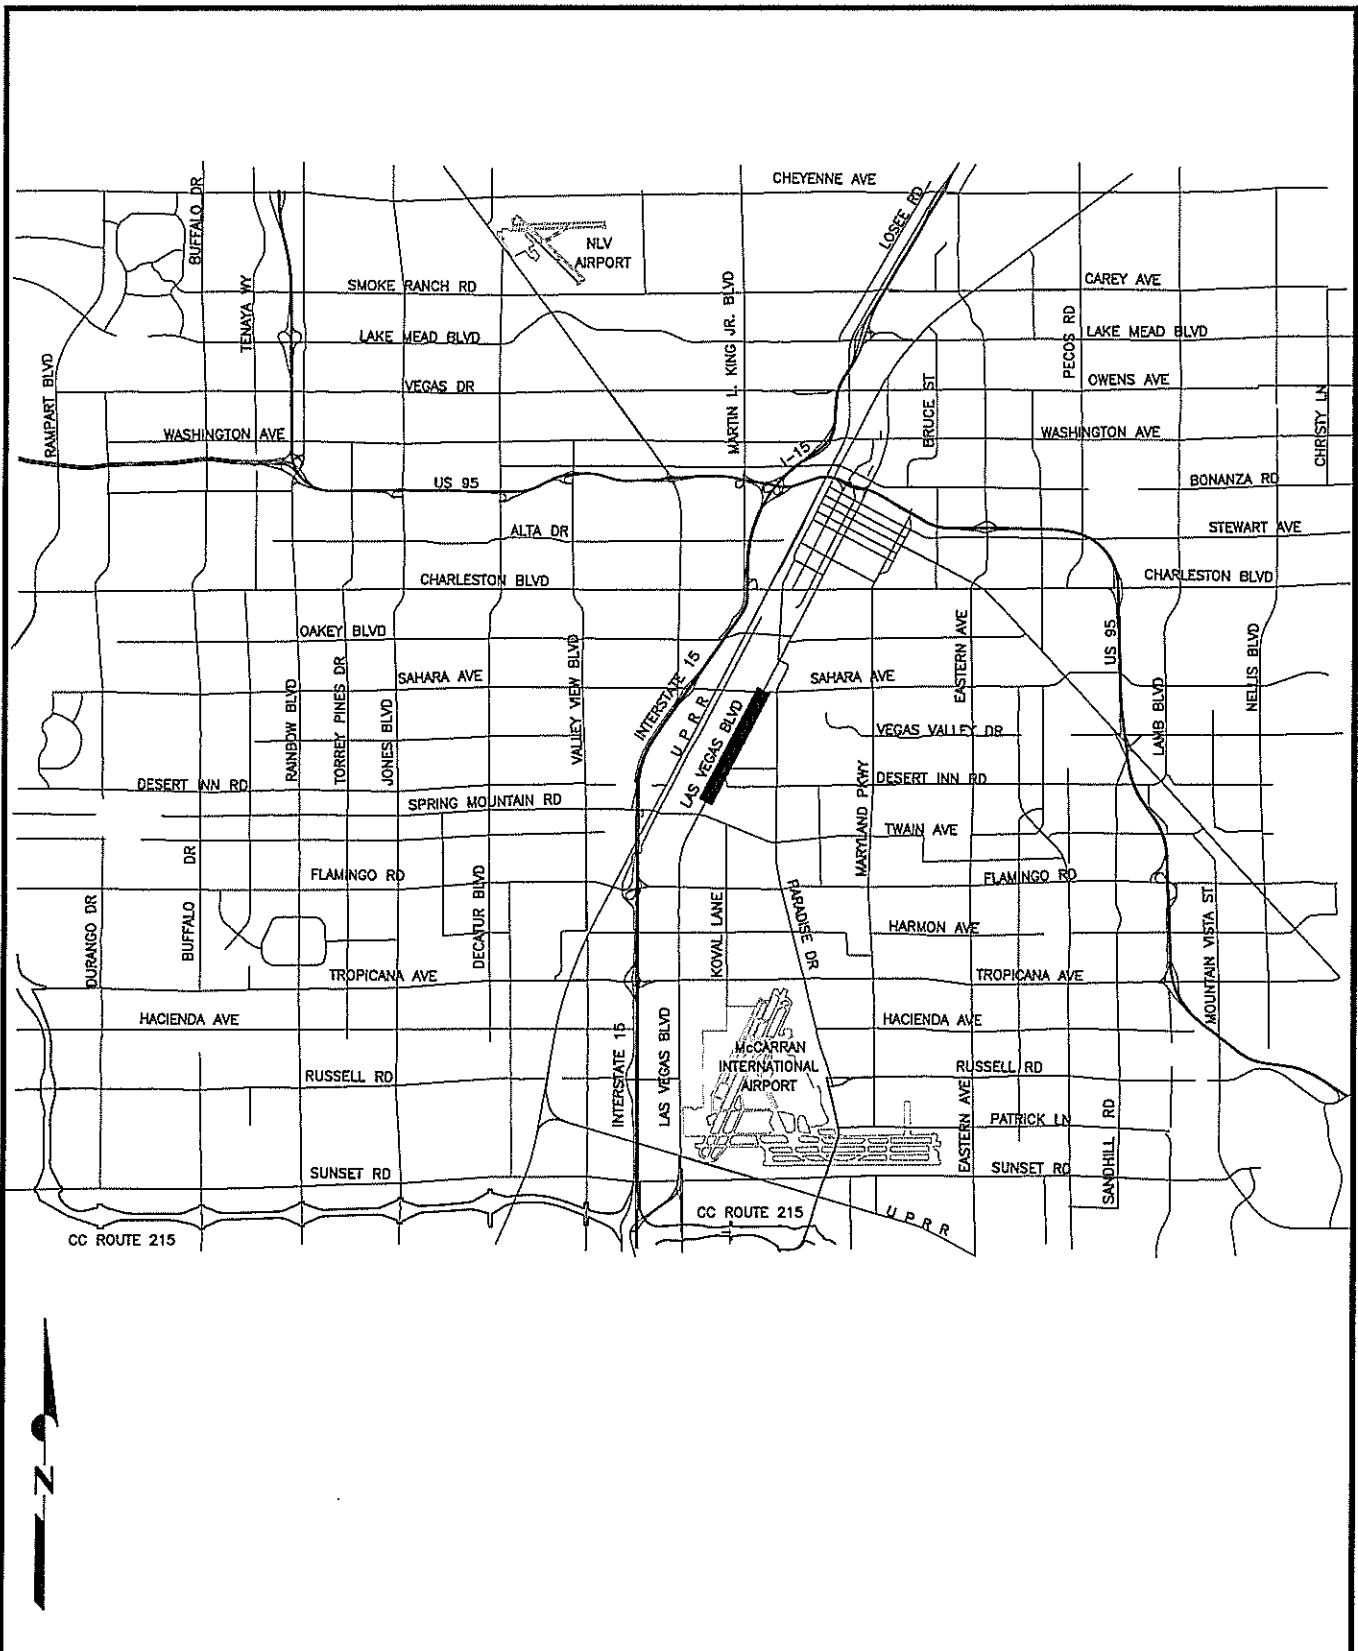 CHEYENNE AVE
BUFFALO DR
LOSEE RD
NLV
AIRPORT
TENAYA WY
SMOKE RANCH RD
MARTIN L. KING JR. BLVD
CAREY AVE
PECOS RD
LAKE MEAD BLVD
LAKE MEAD BLVD
RAMPART BLVD
VEGAS DR
BRUCE ST
OWENS AVE
CHRISTY LN
WASHINGTON AVE
WASHINGTON AVE
I-15
US 95
BONANZA RD
ALTA DR
STEWART AVE
CHARLESTON BLVD
CHARLESTON BLVD
OAKEY BLVD
EASTERN AVE
US 95
NELLIS BLVD
RAINBOW BLVD
TORREY PINES DR
JONES BLVD
SAHARA AVE
VALLEY VIEW BLVD
INTERSTATE 15
U P R R
LAS VEGAS BLVD
SAHARA AVE
LAMB BLVD
VEGAS VALLEY DR
DESERT INN RD
MARYLAND PKWY
DESERT INN RD
SPRING MOUNTAIN RD
TWAIN AVE
BUFFALO DR
FLAMINGO RD
FLAMINGO RD
DURANGO DR
DECATUR BLVD
KOVAL LANE
PARADISE DR
HARMON AVE
MOUNTAIN VISTA ST
TROPICANA AVE
TROPICANA AVE
HACIENDA AVE
HACIENDA AVE
INTERSTATE 15
LAS VEGAS BLVD
McCARRAN
INTERNATIONAL
AIRPORT
RUSSELL RD
RUSSELL RD
EASTERN AVE
PATRICK LN
SANDHILL RD
SUNSET RD
SUNSET RD
CC ROUTE 215
U P R R
CC ROUTE 215
N